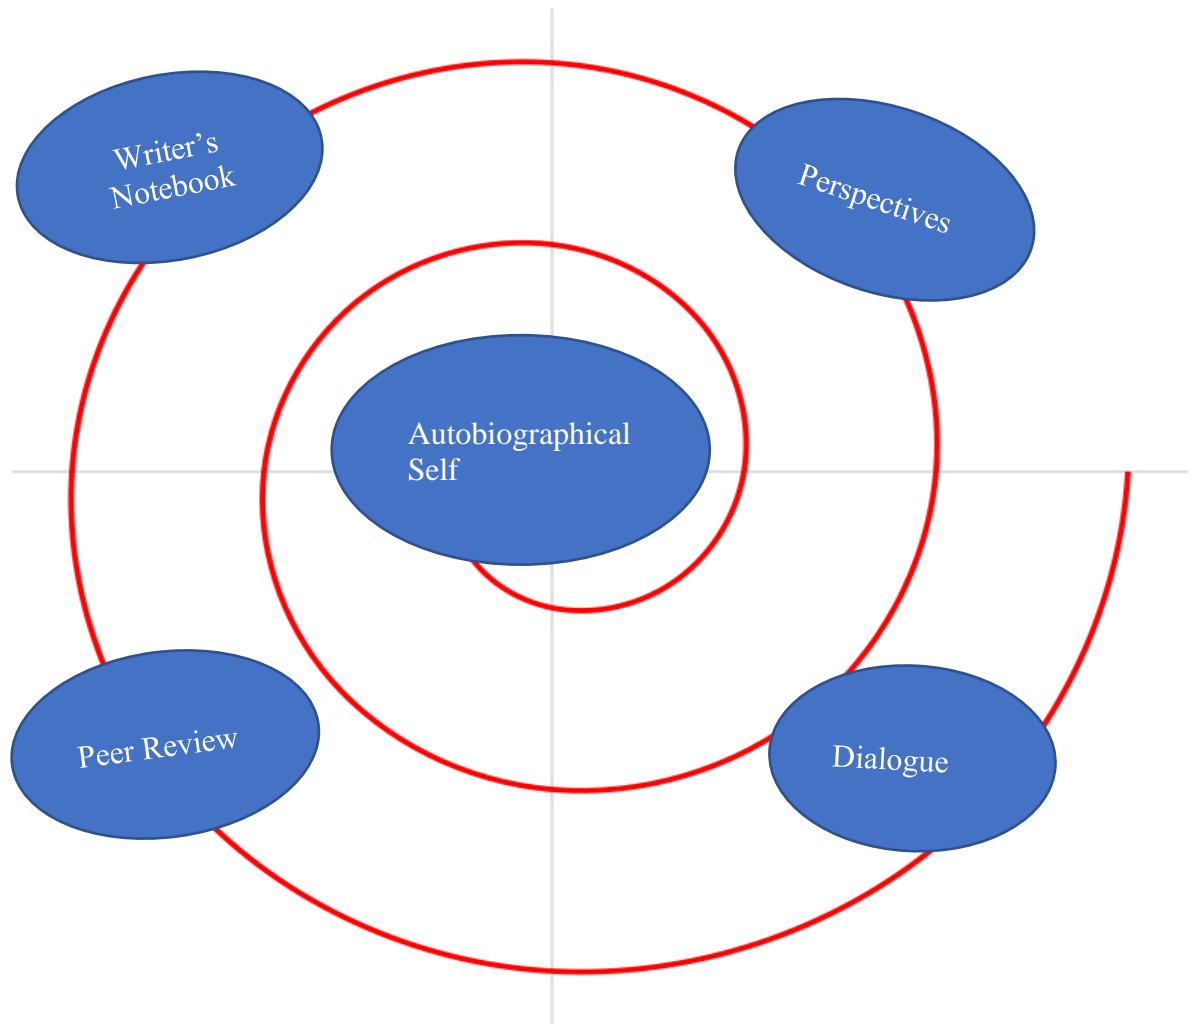 Writer’s
Notebook
Perspectives
Autobiographical
Self
Peer Review
Dialogue